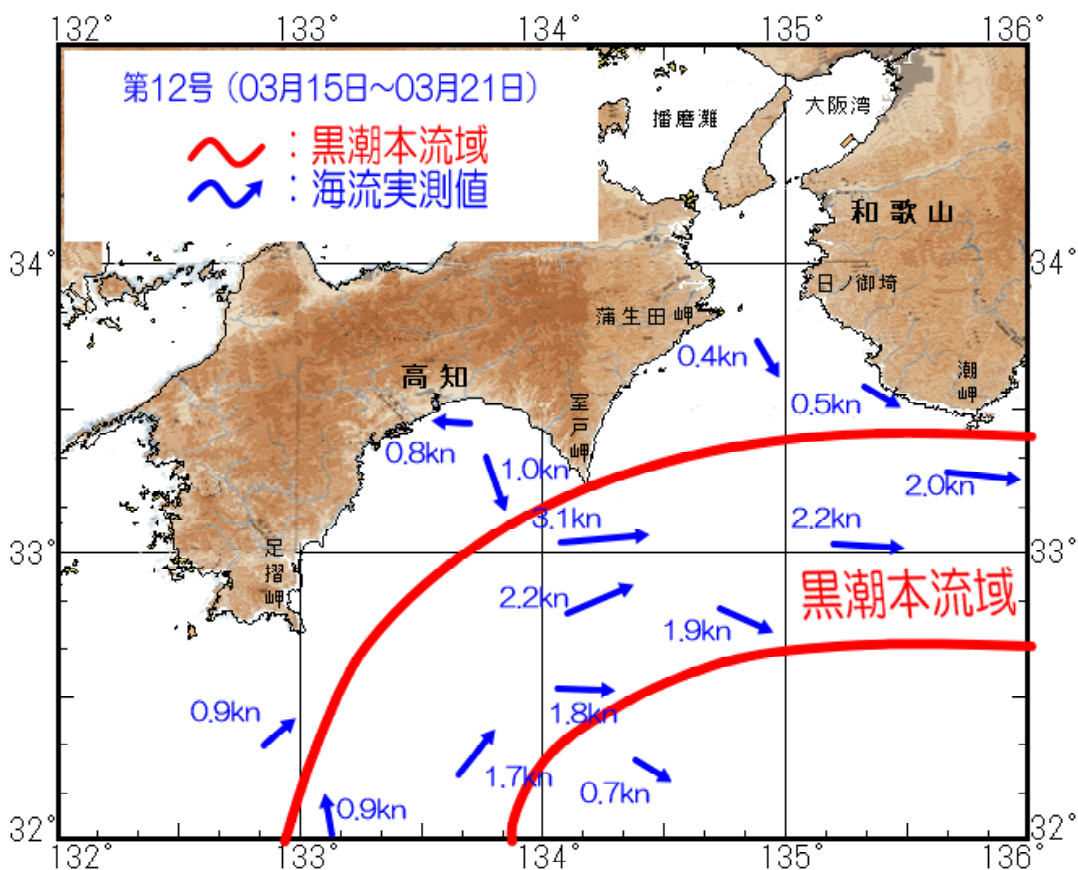 132° 133° 134° 135° 136°
第12号（03月15日～03月21日）
：黒潮本流域
：海流実測値
播磨灘
大阪湾
和歌山
34° 34°
日ノ御埼
蒲生田岬
0.4kn
潮岬
高知
室戸岬
0.5kn
0.8kn
1.0kn
2.0kn
3.1kn
2.2kn
33° 33°
足摺岬
2.2kn
黒潮本流域
1.9kn
0.9kn
1.8kn
1.7kn
0.7kn
0.9kn
32° 32°
132° 133° 134° 135° 136°